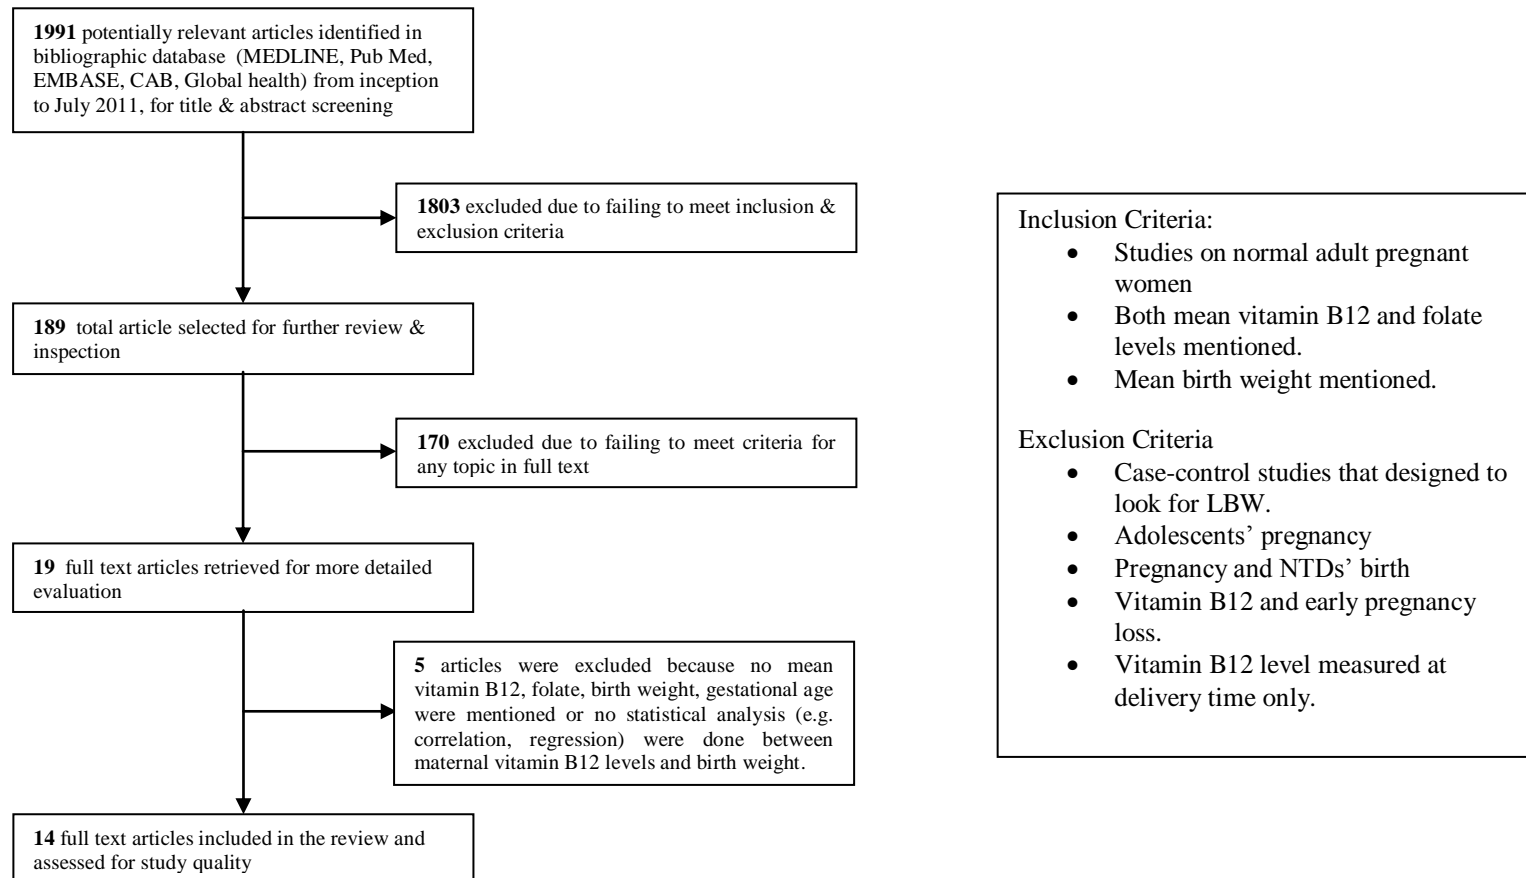 1991 potentially relevant articles identified in
bibliographic database (MEDLINE, Pub Med,
EMBASE, CAB, Global health) from inception
to July 2011, for title & abstract screening
1803 excluded due to failing to meet inclusion &
exclusion criteria
189 total article selected for further review &
inspection
170 excluded due to failing to meet criteria for
any topic in full text
19 full text articles retrieved for more detailed
evaluation
5 articles were excluded because no mean
vitamin B12, folate, birth weight, gestational age
were mentioned or no statistical analysis (e.g.
correlation, regression) were done between
maternal vitamin B12 levels and birth weight.
14 full text articles included in the review and
assessed for study quality
Inclusion Criteria:
• Studies on normal adult pregnant
women
• Both mean vitamin B12 and folate
levels mentioned.
• Mean birth weight mentioned.
Exclusion Criteria
• Case-control studies that designed to
look for LBW.
• Adolescents’ pregnancy
• Pregnancy and NTDs’ birth
• Vitamin B12 and early pregnancy
loss.
• Vitamin B12 level measured at
delivery time only.